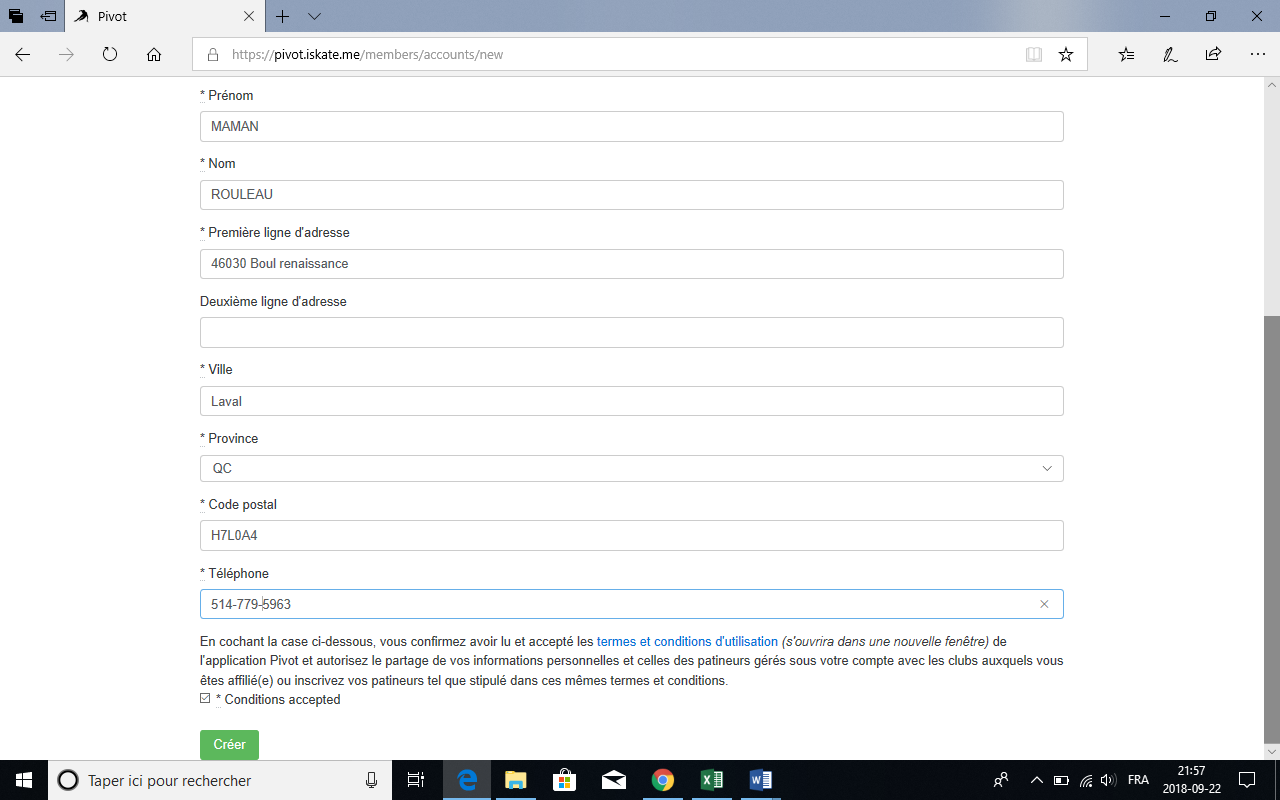 Pivot
https://pivot.iskate.me/members/accounts/new
* Prénom
MAMAN
* Nom
ROULEAU
* Première ligne d'adresse
46030 Boul renaissance
Deuxième ligne d'adresse
* Ville
Laval
* Province
QC
* Code postal
H7L0A4
* Téléphone
514-779-5963
En cochant la case ci-dessous, vous confirmez avoir lu et accepté les termes et conditions d'utilisation (s'ouvrira dans une nouvelle fenêtre) de
l'application Pivot et autorisez le partage de vos informations personnelles et celles des patineurs gérés sous votre compte avec les clubs auxquels vous
êtes affilié(e) ou inscrivez vos patineurs tel que stipulé dans ces mêmes termes et conditions.
* Conditions accepted
Créer
Taper ici pour rechercher
FRA
21:57
2018-09-22